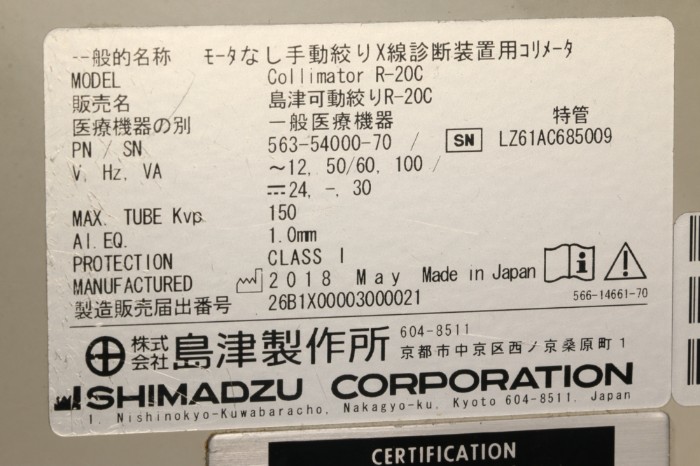 一般的名称 モータなし手動絞りX線診断装置用コリメータ
MODEL Collimator R-20C
販売名 島津可動絞りR-20C
医療機器の別 一般医療機器 特管
PN / SN 563-54000-70 / SN LZ61AC685009
V, Hz, VA ～12, 50/60, 100 /
⎓24, -, 30
MAX. TUBE Kvp 150
Al. EQ. 1.0mm
PROTECTION CLASS I
MANUFACTURED 2018 May Made in Japan
製造販売届出番号 26B1X00003000021
566-14661-70
株式会社 島津製作所 604-8511
京都市中京区西ノ京桑原町1
SHIMADZU CORPORATION
1, Nishinokyo-Kuwabaracho, Nakagyo-ku, Kyoto 604-8511, Japan
CERTIFICATION